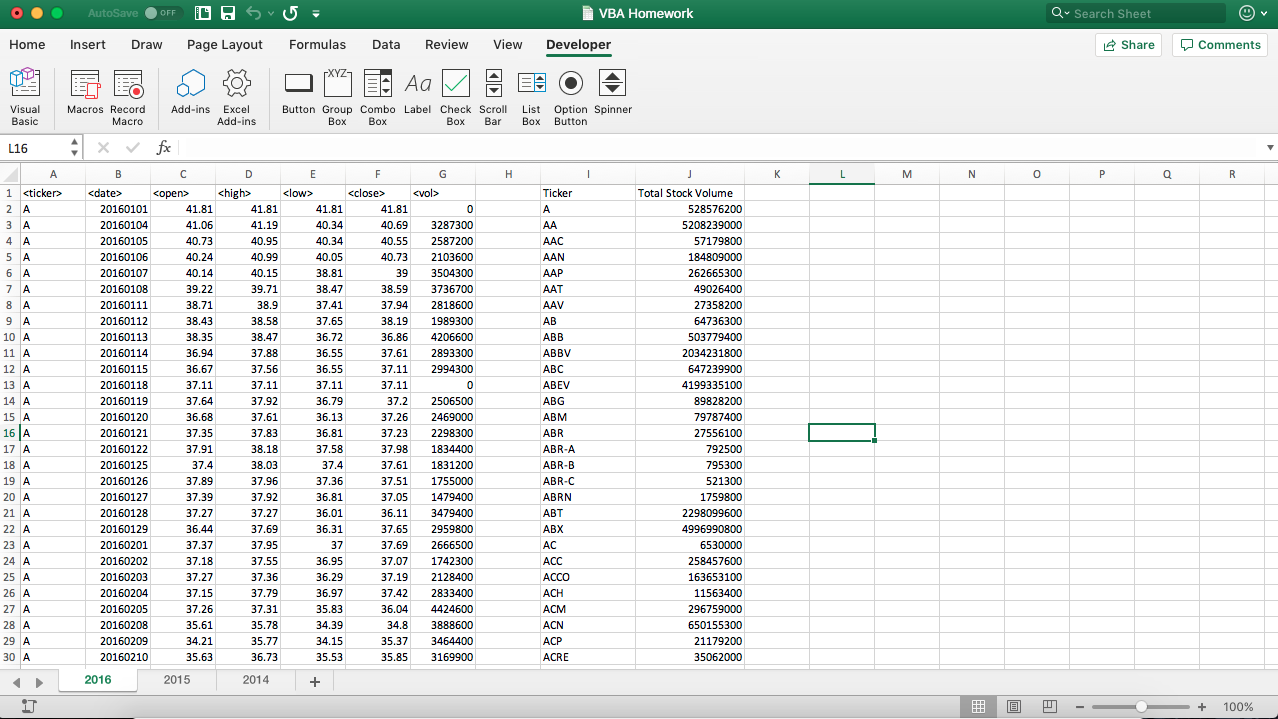 AutoSave OFF VBA Homework Search Sheet
Home Insert Draw Page Layout Formulas Data Review View Developer Share Comments
Visual Basic Macros Record Macro Add-ins Excel Add-ins Button XYZ Group Box Combo Box Aa Label Check Box Scroll Bar List Box Option Button Spinner
L16 fx
A B C D E F G H I J K L M N O P Q R
1 <ticker> <date> <open> <high> <low> <close> <vol> Ticker Total Stock Volume
2 A 20160101 41.81 41.81 41.81 41.81 0 A 528576200
3 A 20160104 41.06 41.19 40.34 40.69 3287300 AA 5208239000
4 A 20160105 40.73 40.95 40.34 40.55 2587200 AAC 57179800
5 A 20160106 40.24 40.99 40.05 40.73 2103600 AAN 184809000
6 A 20160107 40.14 40.15 38.81 39 3504300 AAP 262665300
7 A 20160108 39.22 39.71 38.47 38.59 3736700 AAT 49026400
8 A 20160111 38.71 38.9 37.41 37.94 2818600 AAV 27358200
9 A 20160112 38.43 38.58 37.65 38.19 1989300 AB 64736300
10 A 20160113 38.35 38.47 36.72 36.86 4206600 ABB 503779400
11 A 20160114 36.94 37.88 36.55 37.61 2893300 ABBV 2034231800
12 A 20160115 36.67 37.56 36.55 37.11 2994300 ABC 647239900
13 A 20160118 37.11 37.11 37.11 37.11 0 ABEV 4199335100
14 A 20160119 37.64 37.92 36.79 37.2 2506500 ABG 89828200
15 A 20160120 36.68 37.61 36.13 37.26 2469000 ABM 79787400
16 A 20160121 37.35 37.83 36.81 37.23 2298300 ABR 27556100
17 A 20160122 37.91 38.18 37.58 37.98 1834400 ABR-A 792500
18 A 20160125 37.4 38.03 37.4 37.61 1831200 ABR-B 795300
19 A 20160126 37.89 37.96 37.36 37.51 1755000 ABR-C 521300
20 A 20160127 37.39 37.92 36.81 37.05 1479400 ABRN 1759800
21 A 20160128 37.27 37.27 36.01 36.11 3479400 ABT 2298099600
22 A 20160129 36.44 37.69 36.31 37.65 2959800 ABX 4996990800
23 A 20160201 37.37 37.95 37 37.69 2666500 AC 6530000
24 A 20160202 37.18 37.55 36.95 37.07 1742300 ACC 258457600
25 A 20160203 37.27 37.36 36.29 37.19 2128400 ACCO 163653100
26 A 20160204 37.15 37.79 36.97 37.42 2833400 ACH 11563400
27 A 20160205 37.26 37.31 35.83 36.04 4424600 ACM 296759000
28 A 20160208 35.61 35.78 34.39 34.8 3888600 ACN 650155300
29 A 20160209 34.21 35.77 34.15 35.37 3464400 ACP 21179200
30 A 20160210 35.63 36.73 35.53 35.85 3169900 ACRE 35062000
2016 2015 2014
100%